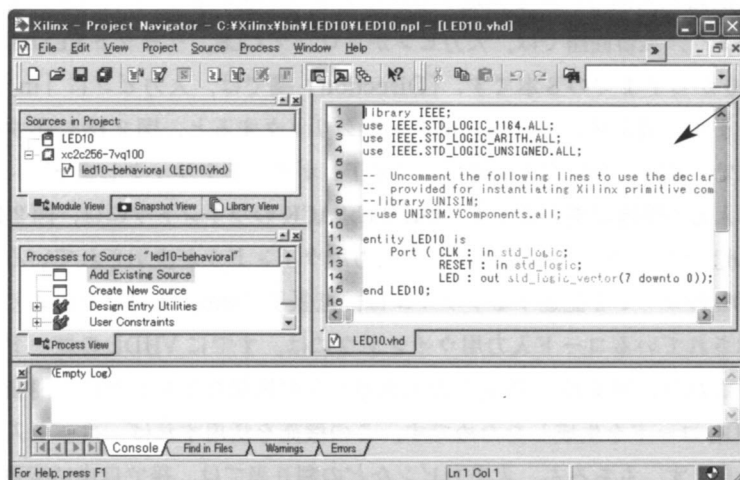 Xilinx - Project Navigator - C:¥Xilinx¥bin¥LED10¥LED10.npl - [LED10.vhd]
File Edit View Project Source Process Window Help
Sources in Project:
LED10
xc2c256-7vq100
led10-behavioral (LED10.vhd)
Module View Snapshot View Library View
Processes for Source: "led10-behavioral"
Add Existing Source
Create New Source
Design Entry Utilities
User Constraints
Process View
1 library IEEE;
2 use IEEE.STD_LOGIC_1164.ALL;
3 use IEEE.STD_LOGIC_ARITH.ALL;
4 use IEEE.STD_LOGIC_UNSIGNED.ALL;
5
6 -- Uncomment the following lines to use the declar
7 -- provided for instantiating Xilinx primitive com
8 --library UNISIM;
9 --use UNISIM.VComponents.all;
10
11 entity LED10 is
12 Port ( CLK : in std_logic;
13 RESET : in std_logic;
14 LED : out std_logic_vector(7 downto 0));
15 end LED10;
16
LED10.vhd
(Empty Log)
Console Find in Files Warnings Errors
For Help, press F1
Ln 1 Col 1